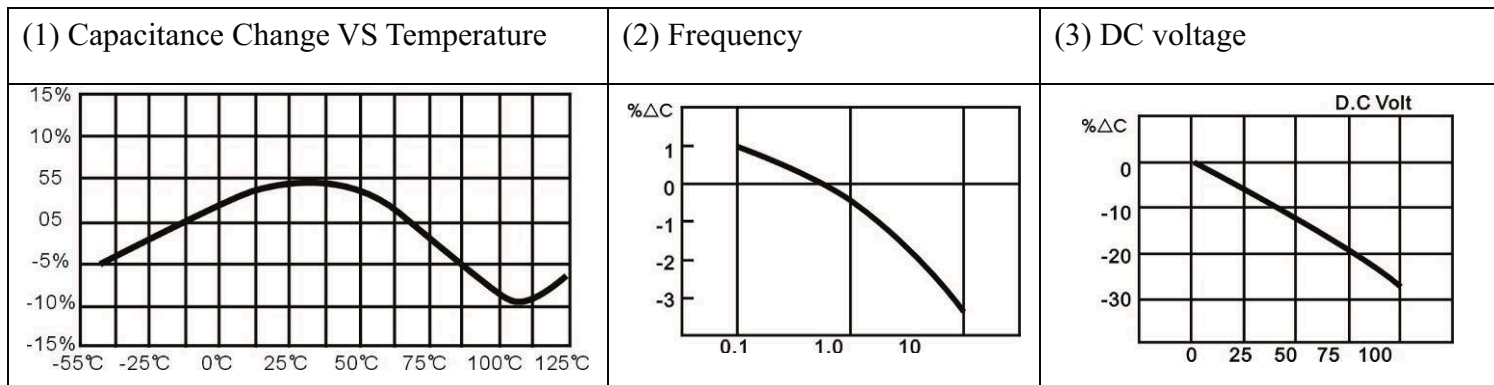 (1) Capacitance Change VS Temperature
(2) Frequency
(3) DC voltage
15%
10%
55
05
-5%
-10%
-15%
-55℃ -25℃ 0℃ 25℃ 50℃ 75℃ 100℃ 125℃
%△C
1
0
-1
-2
-3
0.1 1.0 10
D.C Volt
%△C
0
-10
-20
-30
0 25 50 75 100